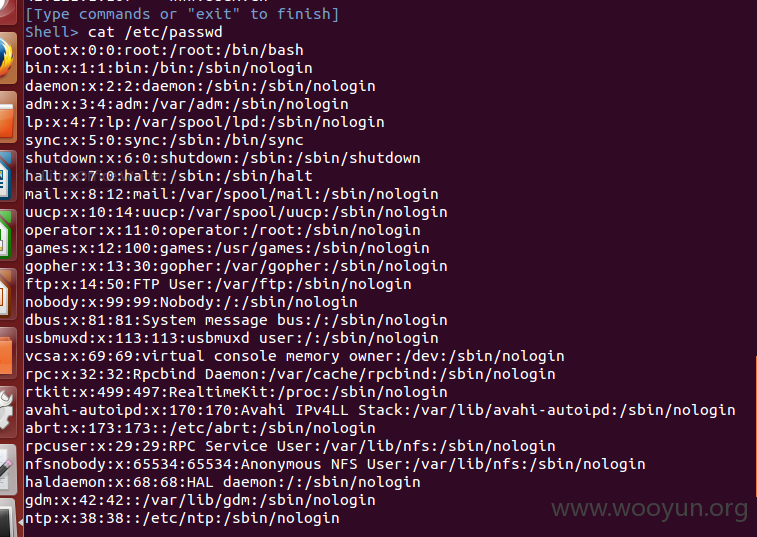 [Type commands or "exit" to finish]
Shell> cat /etc/passwd
root:x:0:0:root:/root:/bin/bash
bin:x:1:1:bin:/bin:/sbin/nologin
daemon:x:2:2:daemon:/sbin:/sbin/nologin
adm:x:3:4:adm:/var/adm:/sbin/nologin
lp:x:4:7:lp:/var/spool/lpd:/sbin/nologin
sync:x:5:0:sync:/sbin:/bin/sync
shutdown:x:6:0:shutdown:/sbin:/sbin/shutdown
halt:x:7:0:halt:/sbin:/sbin/halt
mail:x:8:12:mail:/var/spool/mail:/sbin/nologin
uucp:x:10:14:uucp:/var/spool/uucp:/sbin/nologin
operator:x:11:0:operator:/root:/sbin/nologin
games:x:12:100:games:/usr/games:/sbin/nologin
gopher:x:13:30:gopher:/var/gopher:/sbin/nologin
ftp:x:14:50:FTP User:/var/ftp:/sbin/nologin
nobody:x:99:99:Nobody:/:/sbin/nologin
dbus:x:81:81:System message bus:/:/sbin/nologin
usbmuxd:x:113:113:usbmuxd user:/:/sbin/nologin
vcsa:x:69:69:virtual console memory owner:/dev:/sbin/nologin
rpc:x:32:32:Rpcbind Daemon:/var/cache/rpcbind:/sbin/nologin
rtkit:x:499:497:RealtimeKit:/proc:/sbin/nologin
avahi-autoipd:x:170:170:Avahi IPv4LL Stack:/var/lib/avahi-autoipd:/sbin/nologin
abrt:x:173:173::/etc/abrt:/sbin/nologin
rpcuser:x:29:29:RPC Service User:/var/lib/nfs:/sbin/nologin
nfsnobody:x:65534:65534:Anonymous NFS User:/var/lib/nfs:/sbin/nologin
haldaemon:x:68:68:HAL daemon:/:/sbin/nologin
gdm:x:42:42::/var/lib/gdm:/sbin/nologin
ntp:x:38:38::/etc/ntp:/sbin/nologin
www.wooyun.org